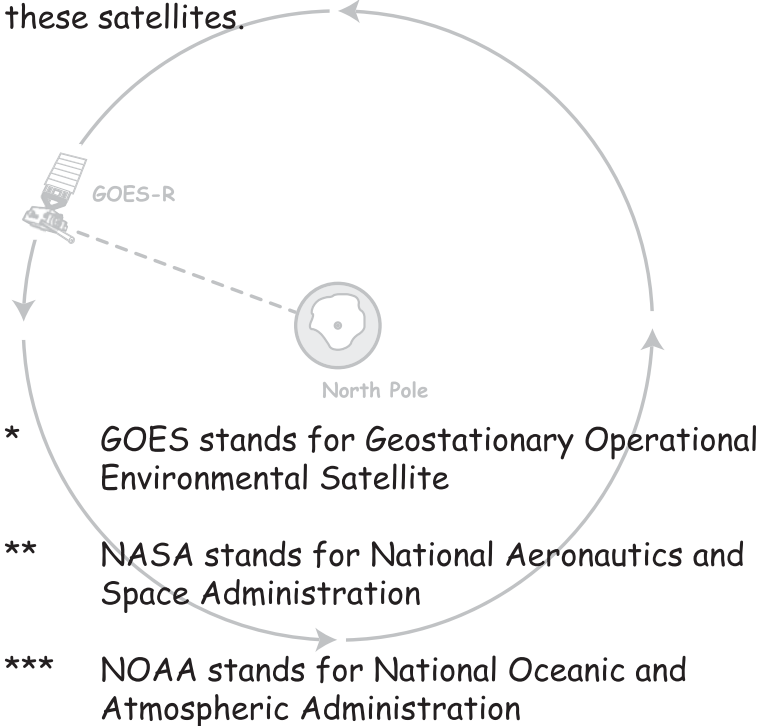 these satellites.
GOES-R
North Pole
* GOES stands for Geostationary Operational
Environmental Satellite
** NASA stands for National Aeronautics and
Space Administration
*** NOAA stands for National Oceanic and
Atmospheric Administration